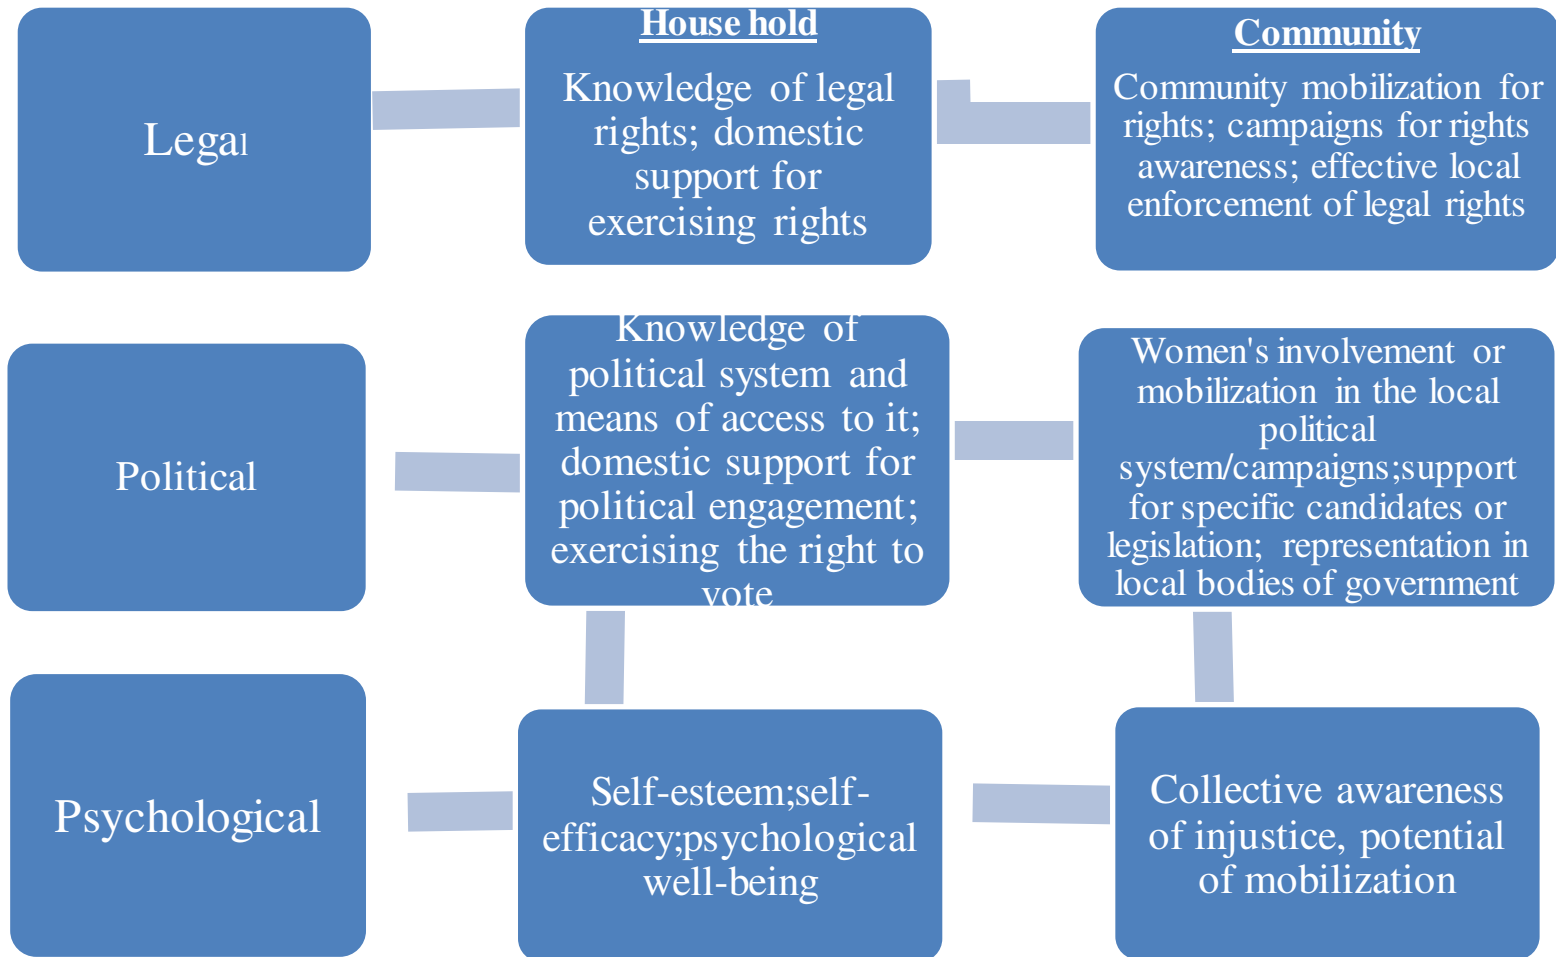 Legal
House hold
Knowledge of legal
rights; domestic
support for
exercising rights
Community
Community mobilization for
rights; campaigns for rights
awareness; effective local
enforcement of legal rights
Political
Knowledge of
political system and
means of access to it;
domestic support for
political engagement;
exercising the right to
vote
Women's involvement or
mobilization in the local
political
system/campaigns;support
for specific candidates or
legislation; representation in
local bodies of government
Psychological
Self-esteem;self-
efficacy;psychological
well-being
Collective awareness
of injustice, potential
of mobilization